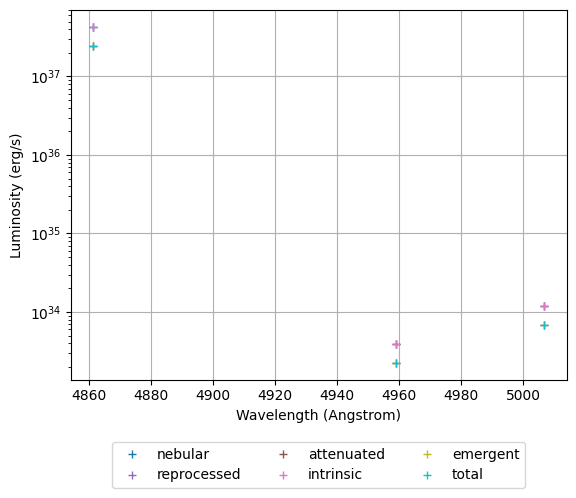 10^37
10^36
10^35
10^34
Luminosity (erg/s)
4860 4880 4900 4920 4940 4960 4980 5000
Wavelength (Angstrom)
nebular attenuated emergent
reprocessed intrinsic total